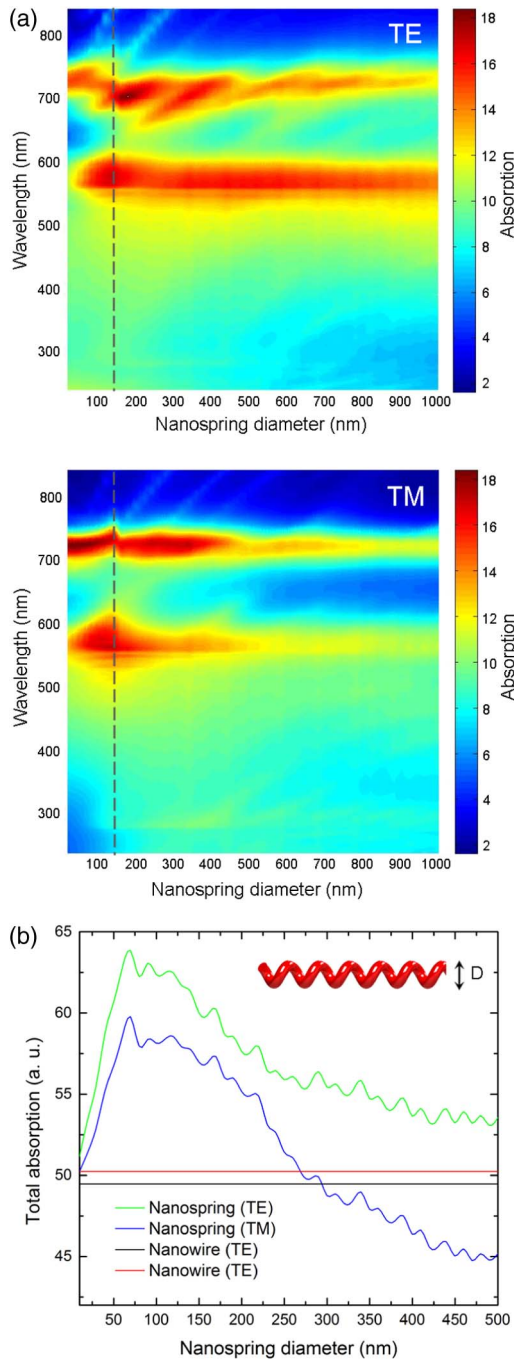 (a)
TE
Wavelength (nm)
800
700
600
500
400
300
100 200 300 400 500 600 700 800 900 1000
Nanospring diameter (nm)
18
16
14
12
10
8
6
4
2
Absorption
TM
Wavelength (nm)
800
700
600
500
400
300
100 200 300 400 500 600 700 800 900 1000
Nanospring diameter (nm)
18
16
14
12
10
8
6
4
2
Absorption
(b)
65
60
55
50
45
Total absorption (a. u.)
D
Nanospring (TE)
Nanospring (TM)
Nanowire (TE)
Nanowire (TE)
50 100 150 200 250 300 350 400 450 500
Nanospring diameter (nm)